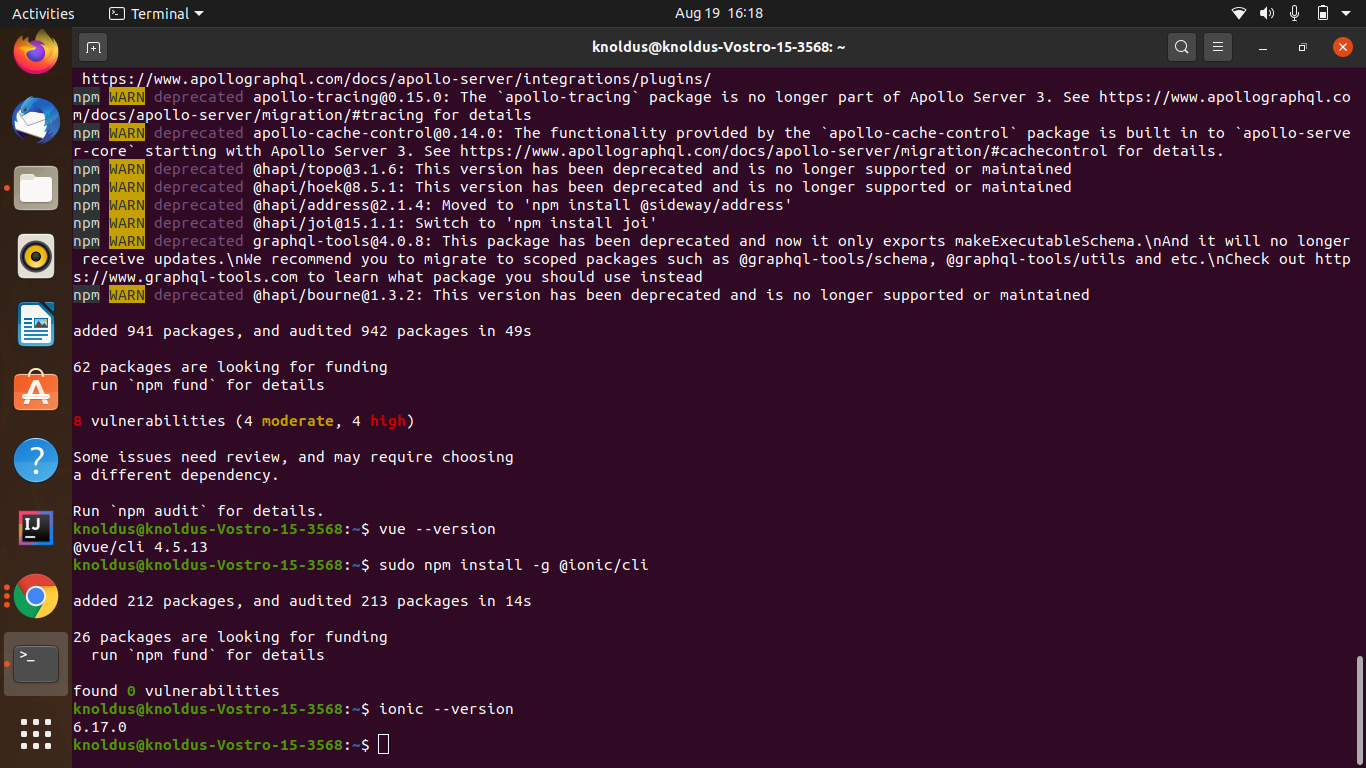 Activities Terminal Aug 19 16:18
knoldus@knoldus-Vostro-15-3568: ~
https://www.apollographql.com/docs/apollo-server/integrations/plugins/
npm WARN deprecated apollo-tracing@0.15.0: The `apollo-tracing` package is no longer part of Apollo Server 3. See https://www.apollographql.co
m/docs/apollo-server/migration/#tracing for details
npm WARN deprecated apollo-cache-control@0.14.0: The functionality provided by the `apollo-cache-control` package is built in to `apollo-serve
r-core` starting with Apollo Server 3. See https://www.apollographql.com/docs/apollo-server/migration/#cachecontrol for details.
npm WARN deprecated @hapi/topo@3.1.6: This version has been deprecated and is no longer supported or maintained
npm WARN deprecated @hapi/hoek@8.5.1: This version has been deprecated and is no longer supported or maintained
npm WARN deprecated @hapi/address@2.1.4: Moved to 'npm install @sideway/address'
npm WARN deprecated @hapi/joi@15.1.1: Switch to 'npm install joi'
npm WARN deprecated graphql-tools@4.0.8: This package has been deprecated and now it only exports makeExecutableSchema.\nAnd it will no longer
receive updates.\nWe recommend you to migrate to scoped packages such as @graphql-tools/schema, @graphql-tools/utils and etc.\nCheck out http
s://www.graphql-tools.com to learn what package you should use instead
npm WARN deprecated @hapi/bourne@1.3.2: This version has been deprecated and is no longer supported or maintained
added 941 packages, and audited 942 packages in 49s
62 packages are looking for funding
run `npm fund` for details
8 vulnerabilities (4 moderate, 4 high)
Some issues need review, and may require choosing
a different dependency.
Run `npm audit` for details.
knoldus@knoldus-Vostro-15-3568:~$ vue --version
@vue/cli 4.5.13
knoldus@knoldus-Vostro-15-3568:~$ sudo npm install -g @ionic/cli
added 212 packages, and audited 213 packages in 14s
26 packages are looking for funding
run `npm fund` for details
found 0 vulnerabilities
knoldus@knoldus-Vostro-15-3568:~$ ionic --version
6.17.0
knoldus@knoldus-Vostro-15-3568:~$